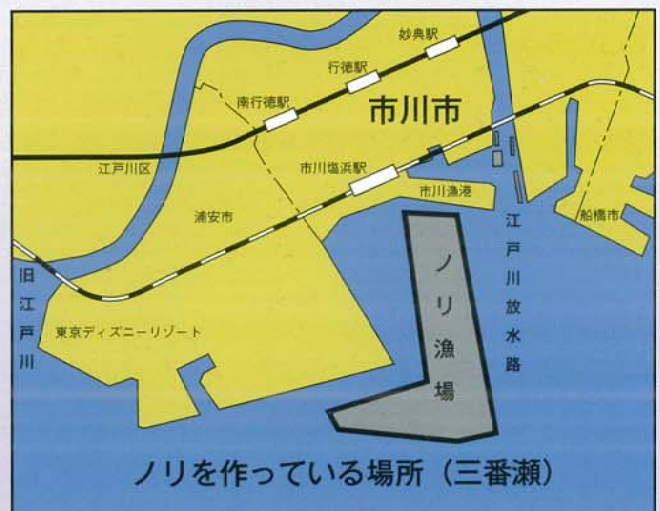 妙典駅
行徳駅
南行徳駅
市川市
江戸川区
市川塩浜駅
市川漁港
浦安市
船橋市
江戸川放水路
旧江戸川
ノリ漁場
東京ディズニーリゾート
ノリを作っている場所（三番瀬）